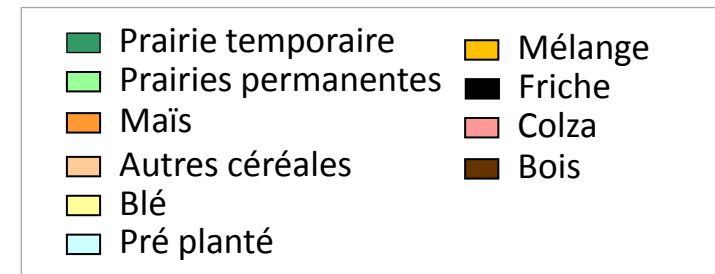 Prairie temporaire
Prairies permanentes
Maïs
Autres céréales
Blé
Pré planté
Mélange
Friche
Colza
Bois